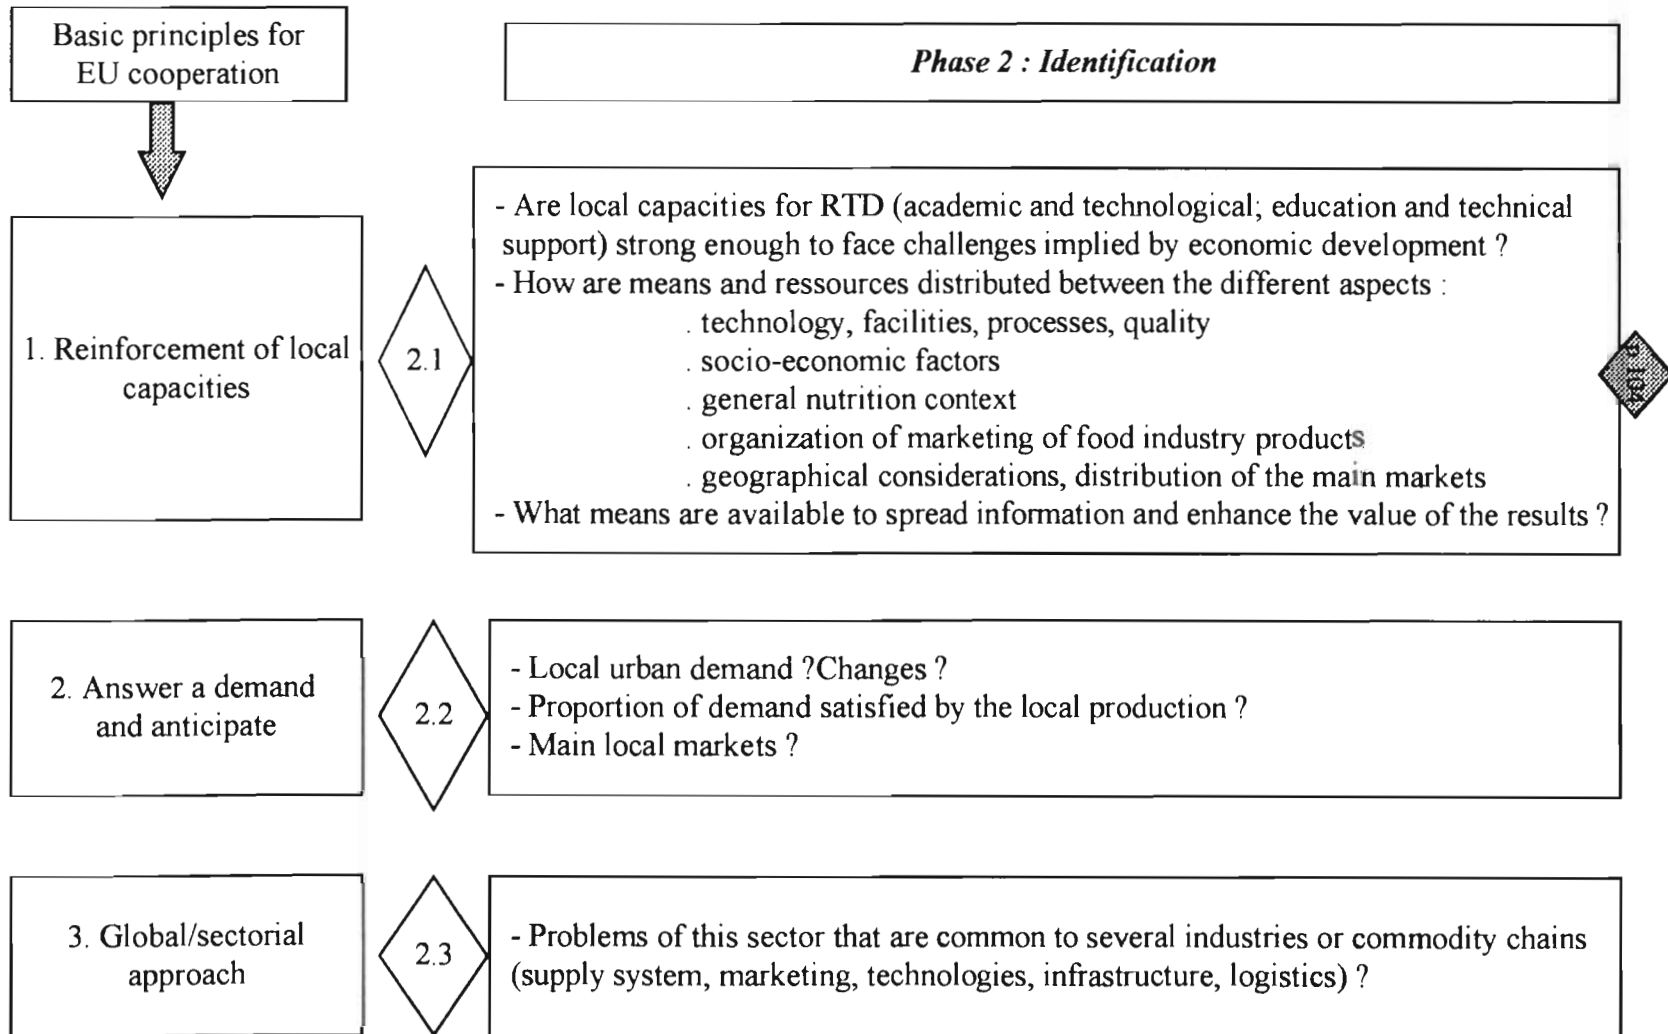 Basic principles for
EU cooperation
Phase 2 : Identification
1. Reinforcement of local
capacities
2.1
- Are local capacities for RTD (academic and technological; education and technical
support) strong enough to face challenges implied by economic development ?
- How are means and ressources distributed between the different aspects :
. technology, facilities, processes, quality
. socio-economic factors
. general nutrition context
. organization of marketing of food industry products
. geographical considerations, distribution of the main markets
- What means are available to spread information and enhance the value of the results ?
2. Answer a demand
and anticipate
2.2
- Local urban demand ?Changes ?
- Proportion of demand satisfied by the local production ?
- Main local markets ?
3. Global/sectorial
approach
2.3
- Problems of this sector that are common to several industries or commodity chains
(supply system, marketing, technologies, infrastructure, logistics) ?